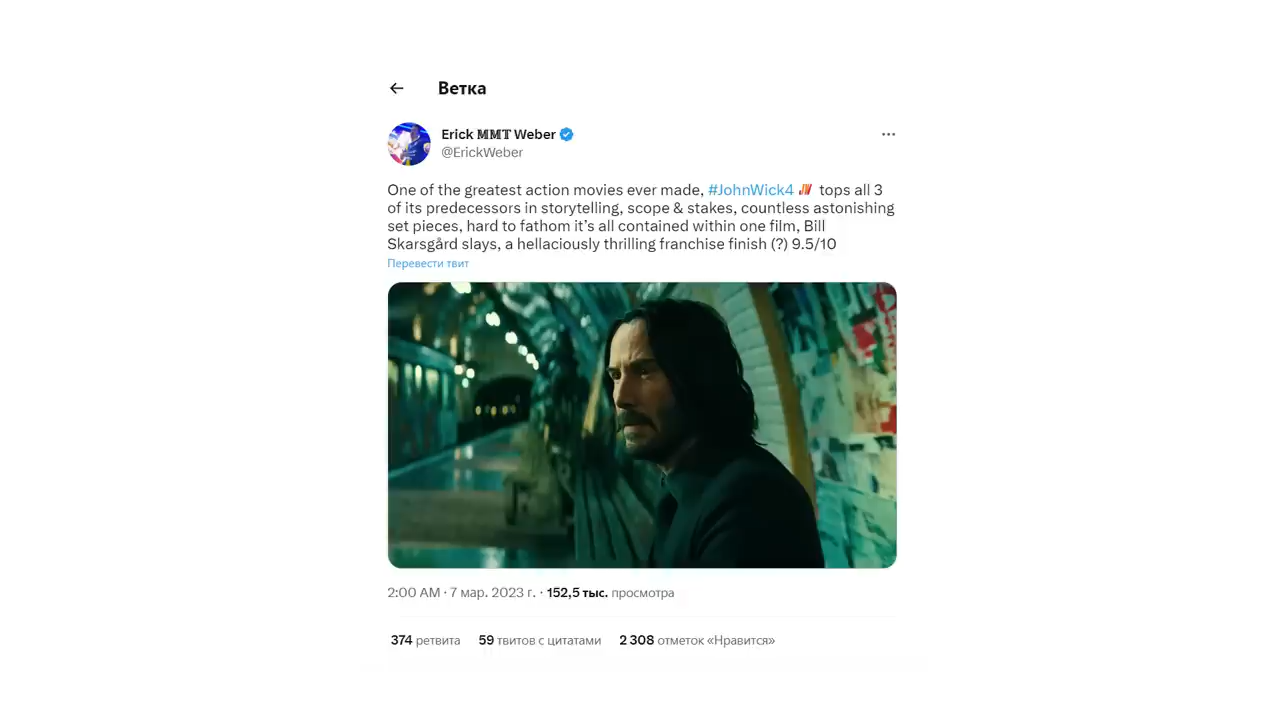 Ветка
Erick 𝕄𝕄𝕋 Weber
@ErickWeber
One of the greatest action movies ever made, #JohnWick4 tops all 3
of its predecessors in storytelling, scope & stakes, countless astonishing
set pieces, hard to fathom it’s all contained within one film, Bill
Skarsgård slays, a hellaciously thrilling franchise finish (?) 9.5/10
Перевести твит
2:00 AM · 7 мар. 2023 г. · 152,5 тыс. просмотра
374 ретвита 59 твитов с цитатами 2 308 отметок «Нравится»